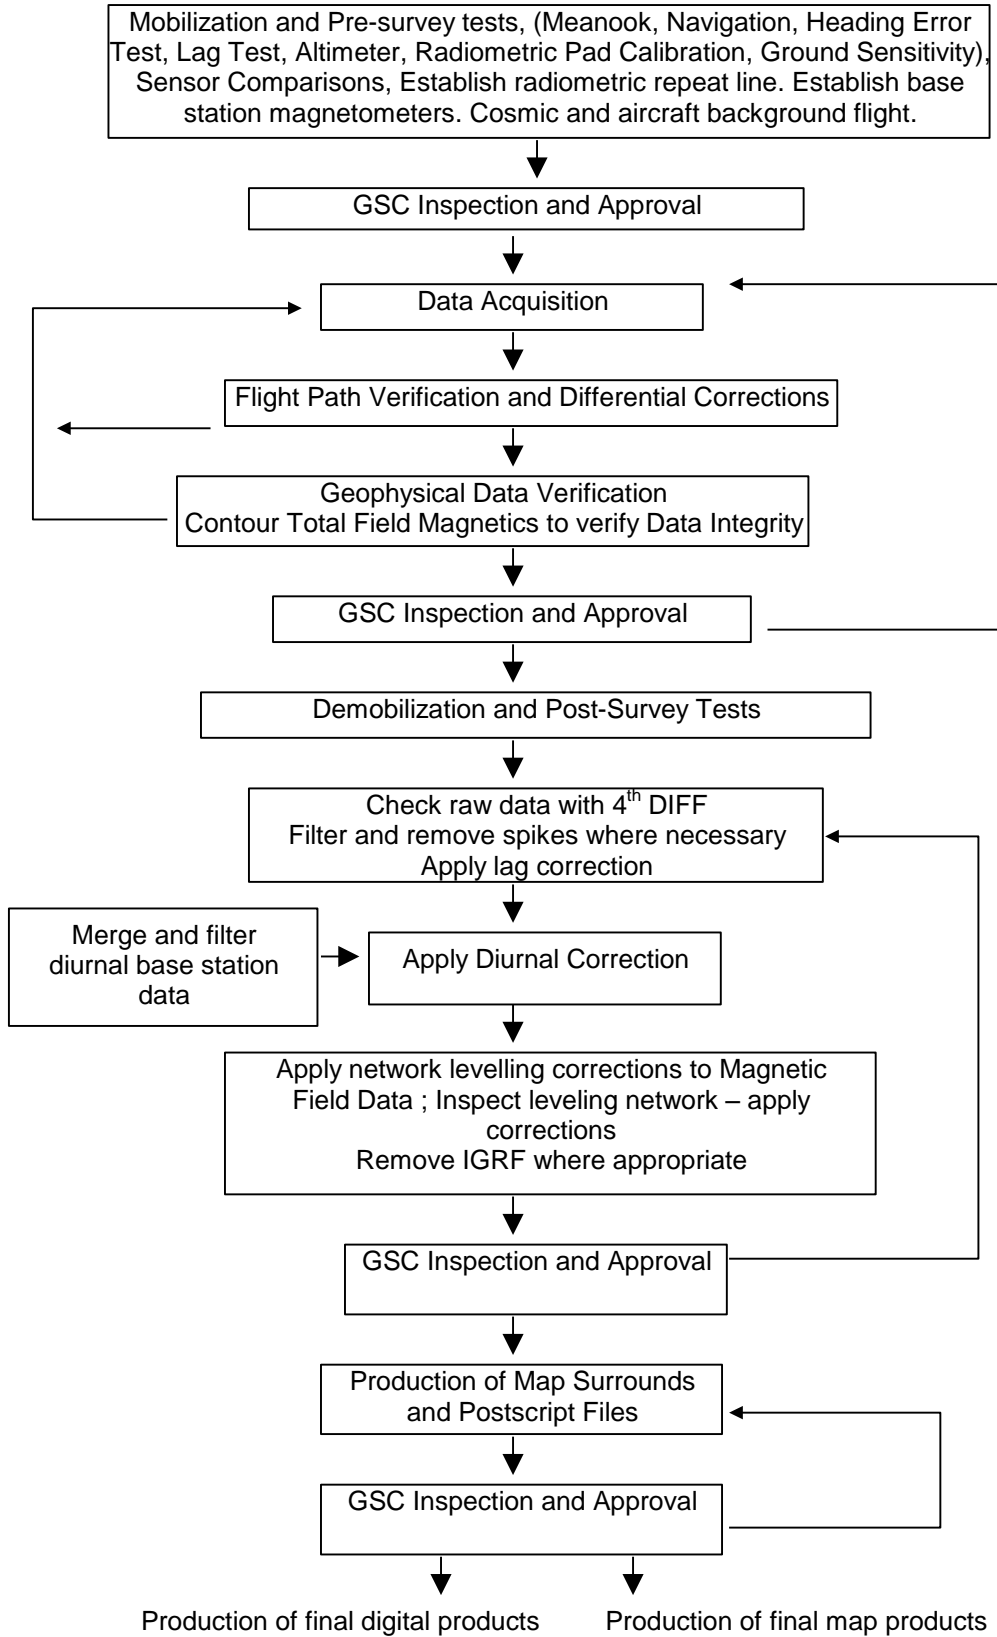 Mobilization and Pre-survey tests, (Meanook, Navigation, Heading Error
Test, Lag Test, Altimeter, Radiometric Pad Calibration, Ground Sensitivity),
Sensor Comparisons, Establish radiometric repeat line. Establish base
station magnetometers. Cosmic and aircraft background flight.
GSC Inspection and Approval
Data Acquisition
Flight Path Verification and Differential Corrections
Geophysical Data Verification
Contour Total Field Magnetics to verify Data Integrity
GSC Inspection and Approval
Demobilization and Post-Survey Tests
Check raw data with 4th DIFF
Filter and remove spikes where necessary
Apply lag correction
Merge and filter
diurnal base station
data
Apply Diurnal Correction
Apply network levelling corrections to Magnetic
Field Data ; Inspect leveling network – apply
corrections
Remove IGRF where appropriate
GSC Inspection and Approval
Production of Map Surrounds
and Postscript Files
GSC Inspection and Approval
Production of final digital products
Production of final map products